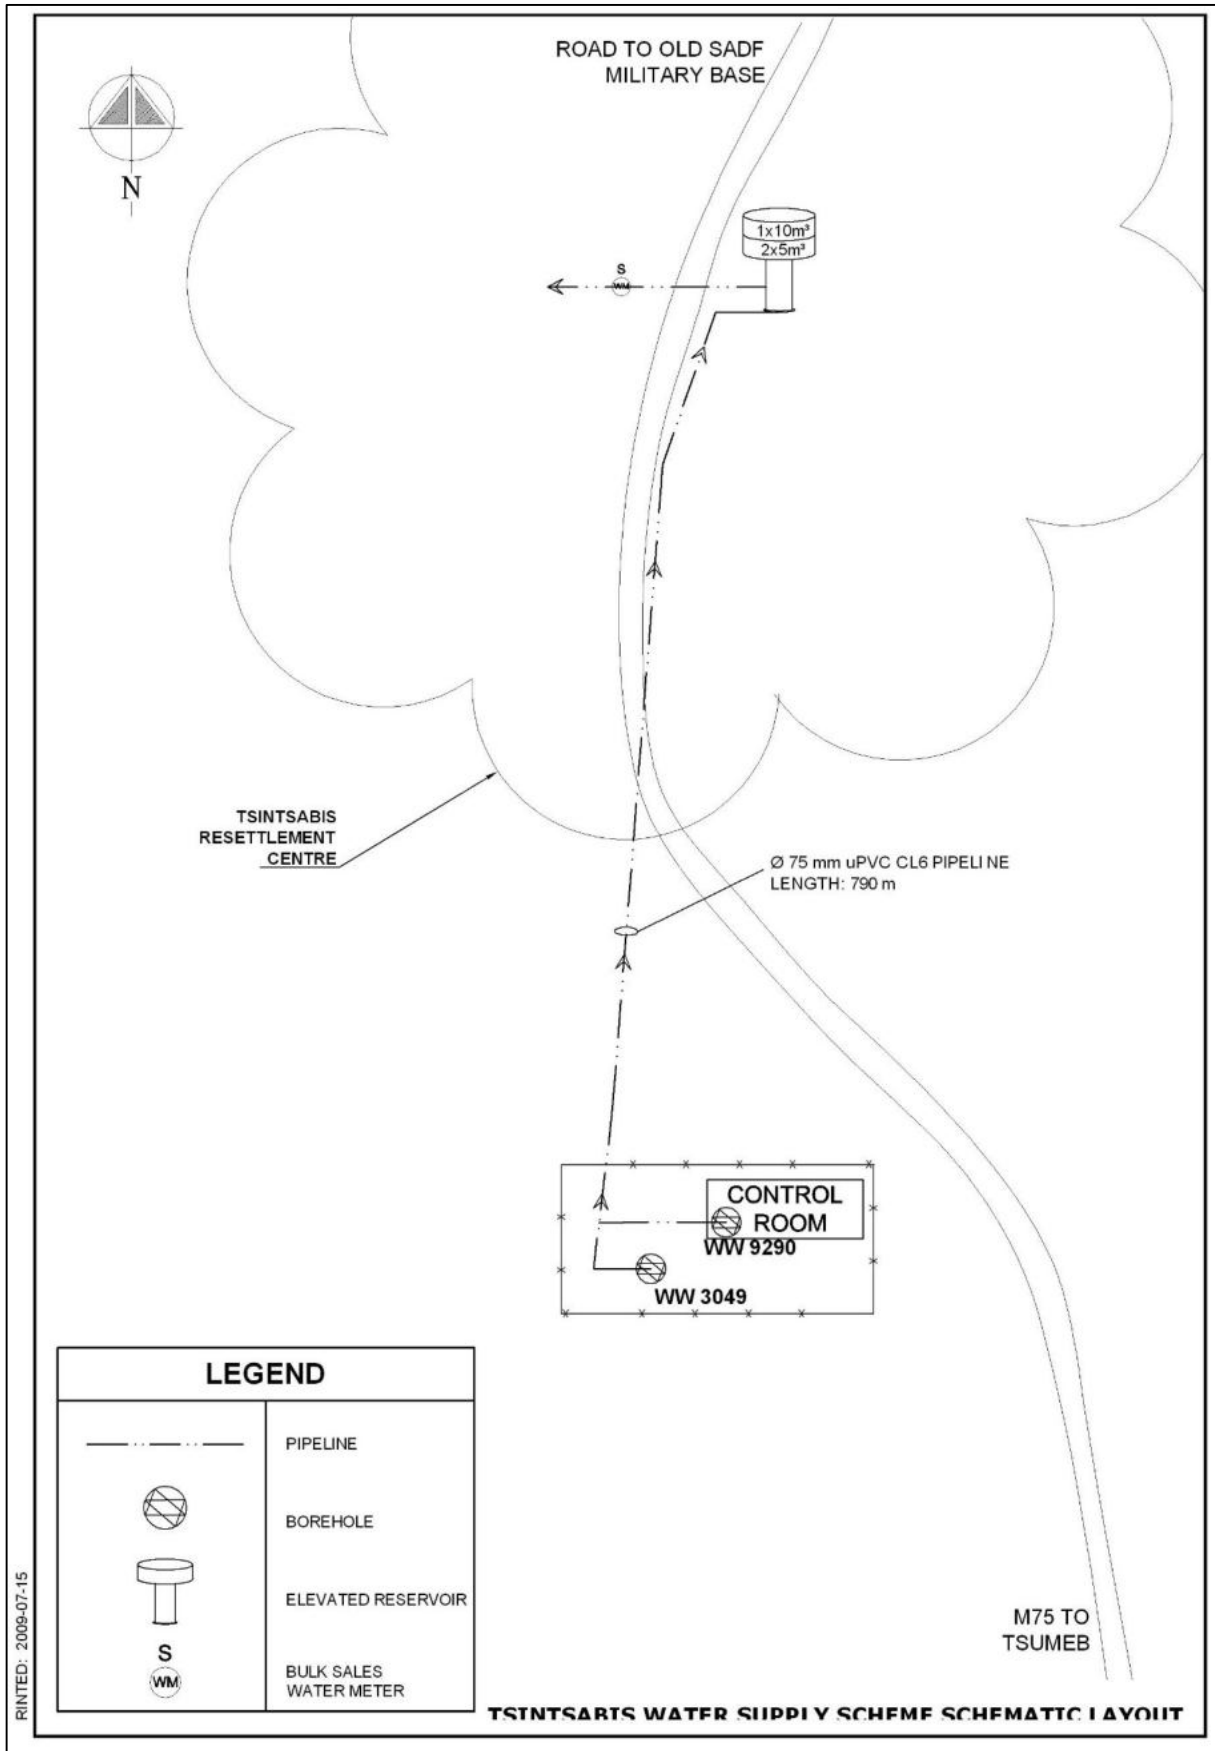 ROAD TO OLD SADF
MILITARY BASE
N
1x10m³
2x5m³
S
WM
TSINTSABIS
RESETTLEMENT
CENTRE
Ø 75 mm uPVC CL6 PIPELINE
LENGTH: 790 m
CONTROL
ROOM
WW 9290
WW 3049
LEGEND
PIPELINE
BOREHOLE
ELEVATED RESERVOIR
S
WM
BULK SALES
WATER METER
M75 TO
TSUMEB
TSINTSABIS WATER SUPPLY SCHEME SCHEMATIC LAYOUT
RINTED: 2009-07-15